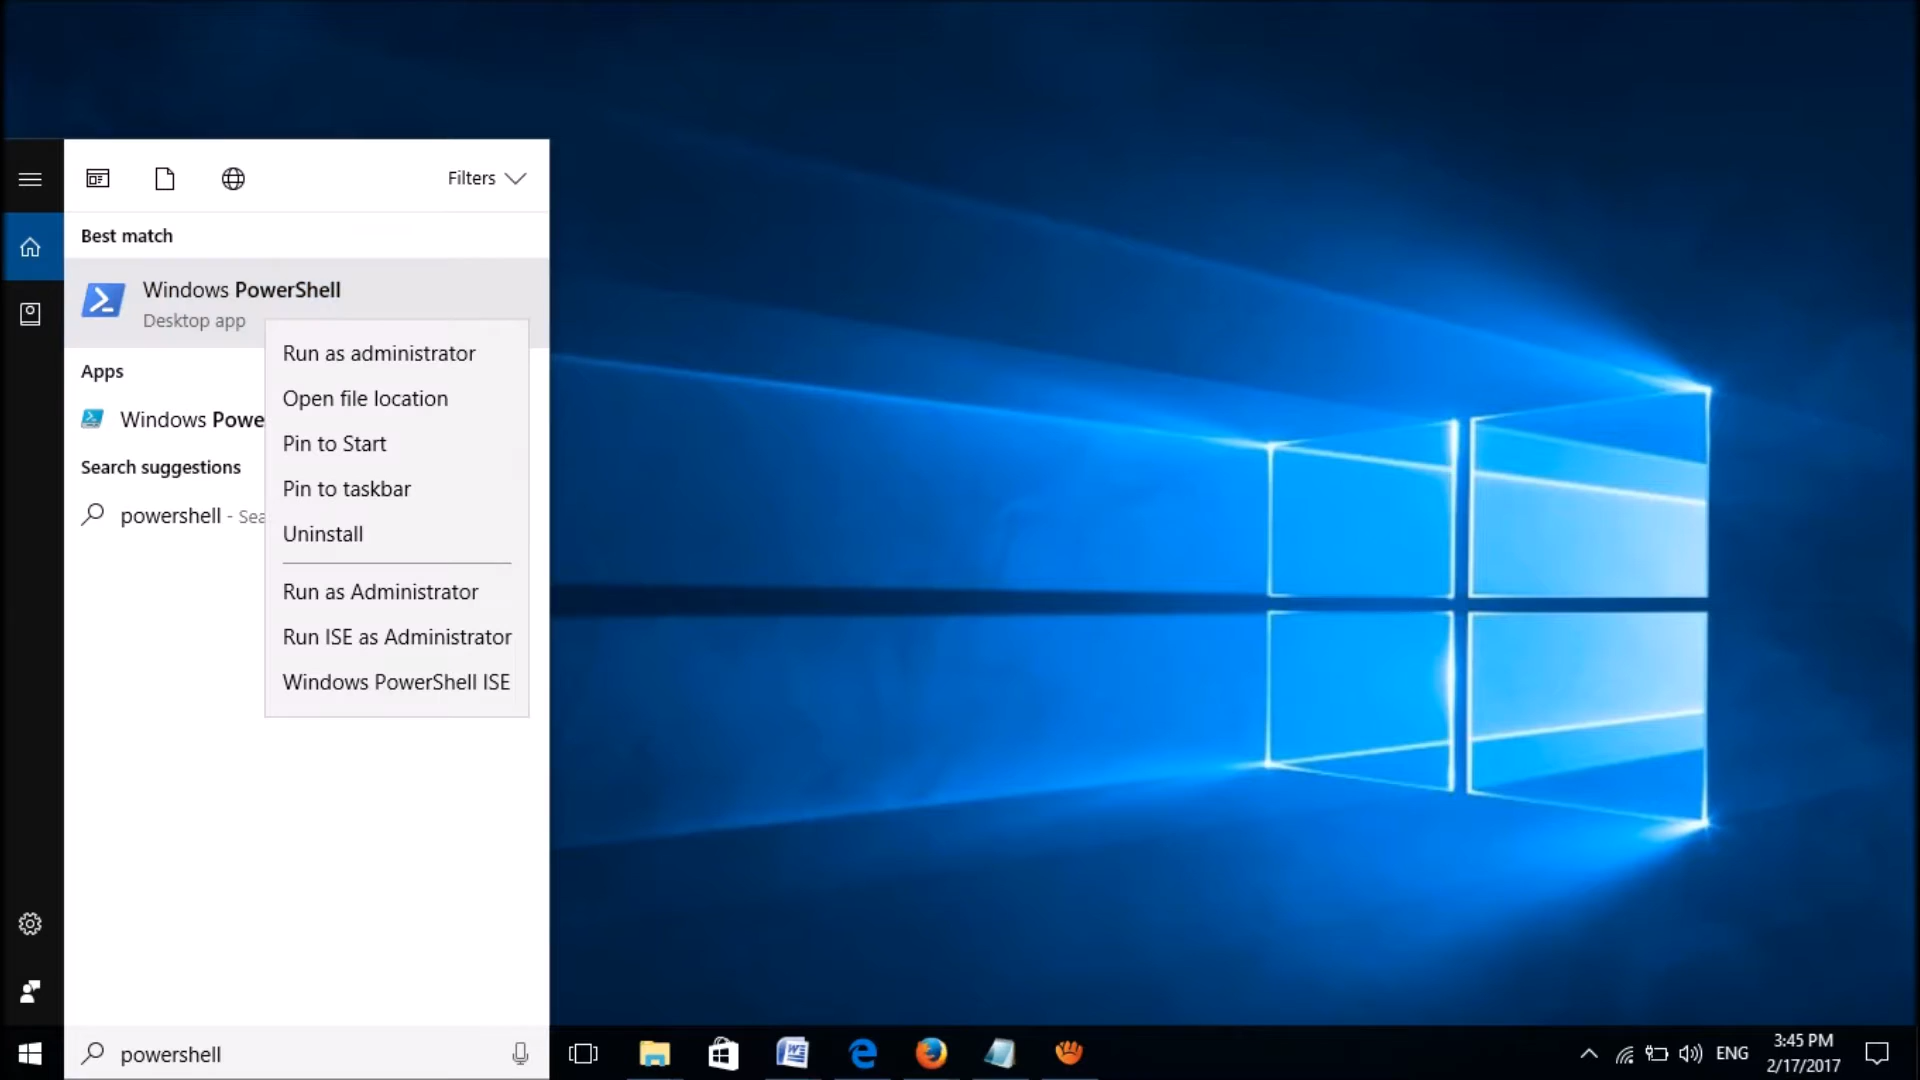 Filters
Best match
Windows PowerShell
Desktop app
Run as administrator
Apps
Open file location
Windows Powe
Pin to Start
Search suggestions
Pin to taskbar
powershell - Sea
Uninstall
Run as Administrator
Run ISE as Administrator
Windows PowerShell ISE
powershell
ENG
3:45 PM
2/17/2017